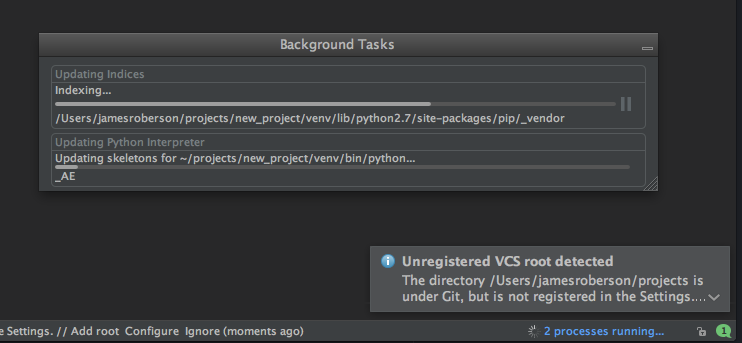 Background Tasks
Updating Indices
Indexing...
/Users/jamesroberson/projects/new_project/venv/lib/python2.7/site-packages/pip/_vendor
Updating Python Interpreter
Updating skeletons for ~/projects/new_project/venv/bin/python...
_AE
Unregistered VCS root detected
The directory /Users/jamesroberson/projects is
under Git, but is not registered in the Settings....
e Settings. // Add root Configure Ignore (moments ago)
2 processes running...
1